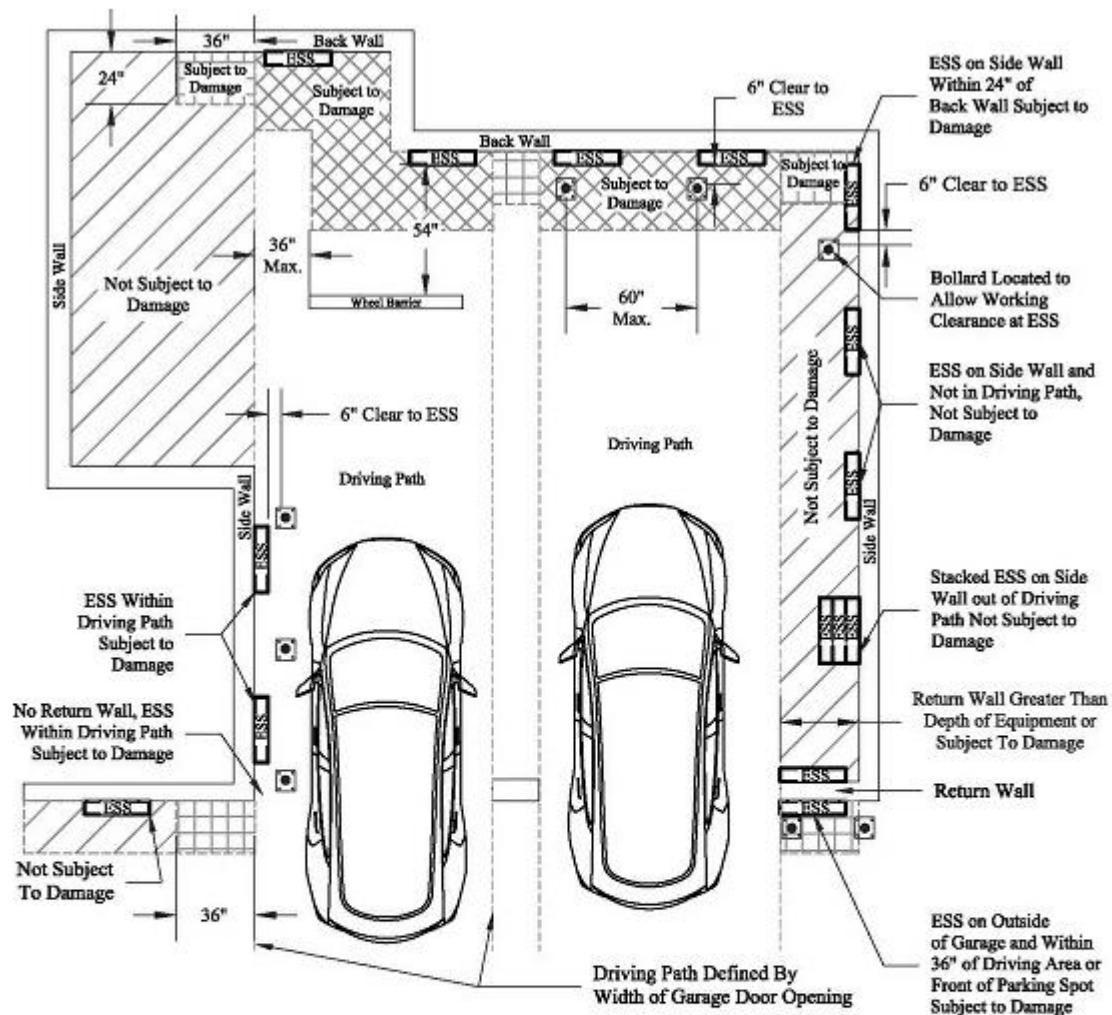 36"
Back Wall
ESS
24"
Subject to
Damage
Subject to
Damage
6" Clear to
ESS
ESS on Side Wall
Within 24" of
Back Wall Subject to
Damage
Back Wall
ESS
ESS
ESS
Subject to
Damage
Subject to
Damage
ESS
6" Clear to ESS
Side Wall
Not Subject to
Damage
36"
Max.
54"
Wheel Barrier
60"
Max.
Bollard Located to
Allow Working
Clearance at ESS
ESS
ESS on Side Wall and
Not in Driving Path,
Not Subject to
Damage
6" Clear to ESS
Driving Path
Driving Path
Not Subject to Damage
ESS
Side Wall
Side Wall
ESS
ESS Within
Driving Path
Subject to
Damage
ESS
ESS
ESS
Stacked ESS on Side
Wall out of Driving
Path Not Subject to
Damage
No Return Wall, ESS
Within Driving Path
Subject to Damage
ESS
Return Wall Greater Than
Depth of Equipment or
Subject To Damage
ESS
Return Wall
ESS
ESS
Not Subject
To Damage
36"
Driving Path Defined By
Width of Garage Door Opening
ESS on Outside
of Garage and Within
36" of Driving Area or
Front of Parking Spot
Subject to Damage